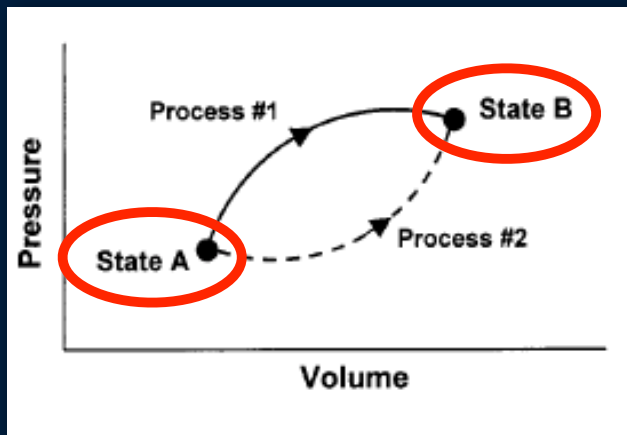 Process #1
State B
Pressure
State A
Process #2
Volume